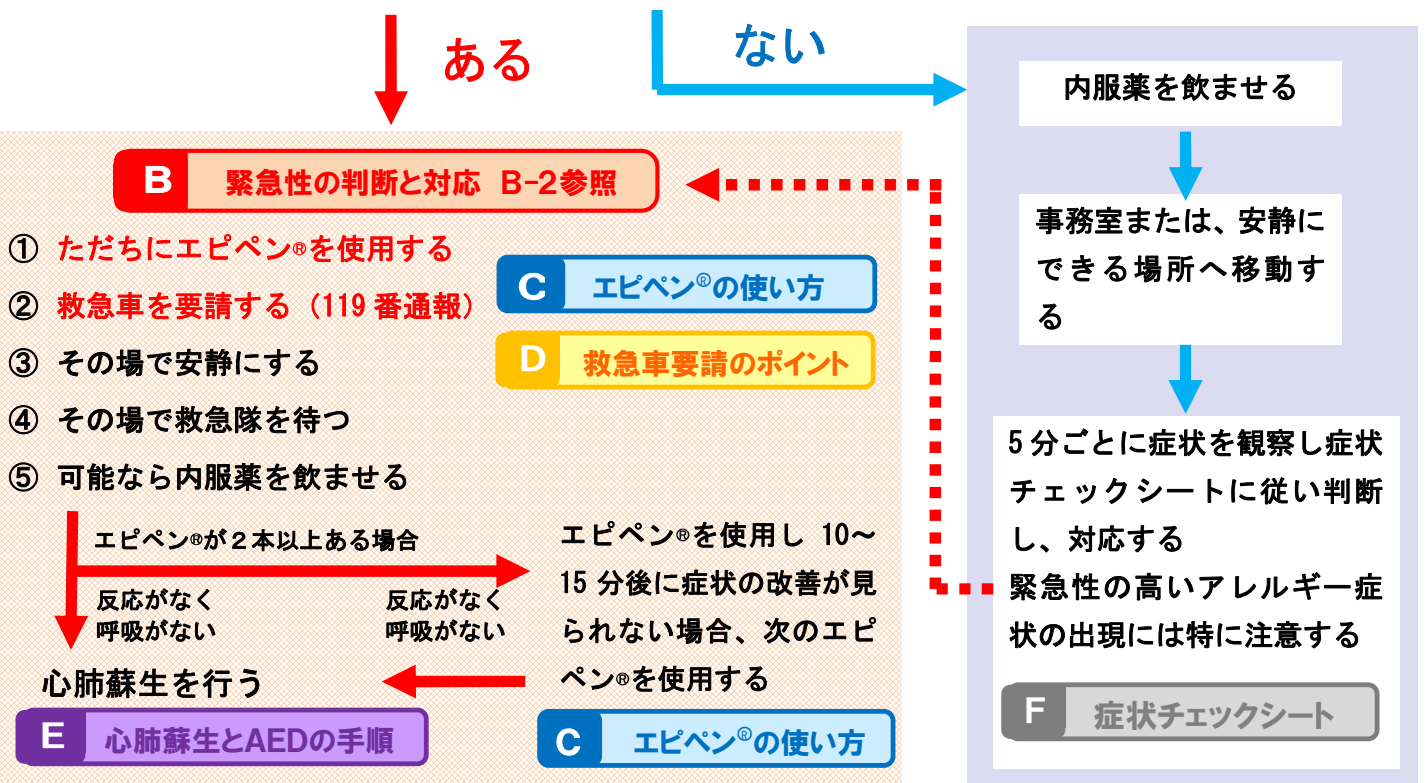 ある
ない
B 緊急性の判断と対応 B-2参照
① ただちにエピペン®を使用する
② 救急車を要請する（119番通報）
③ その場で安静にする
④ その場で救急隊を待つ
⑤ 可能なら内服薬を飲ませる
C エピペン®の使い方
D 救急車要請のポイント
エピペン®が２本以上ある場合
反応がなく
呼吸がない
反応がなく
呼吸がない
エピペン®を使用し 10～
15 分後に症状の改善が見
られない場合、次のエピ
ペン®を使用する
心肺蘇生を行う
E 心肺蘇生とAEDの手順
C エピペン®の使い方
内服薬を飲ませる
事務室または、安静に
できる場所へ移動す
る
5分ごとに症状を観察し症状
チェックシートに従い判断
し、対応する
緊急性の高いアレルギー症
状の出現には特に注意する
F 症状チェックシート